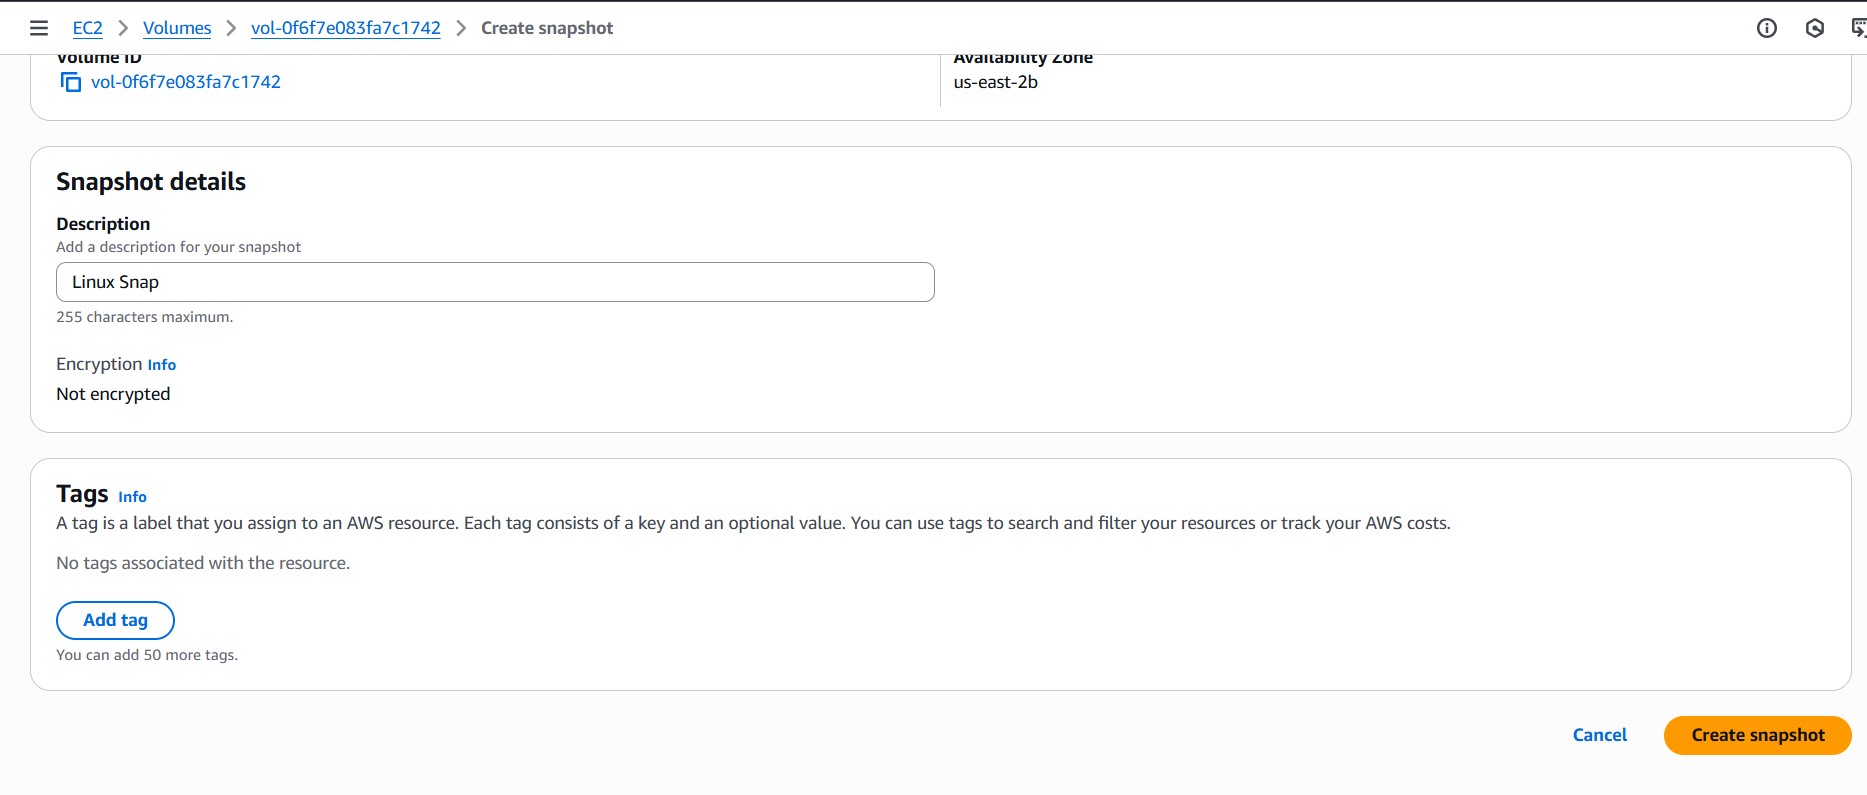 EC2 Volumes vol-0f6f7e083fa7c1742 Create snapshot
Volume ID
vol-0f6f7e083fa7c1742
Availability Zone
us-east-2b
Snapshot details
Description
Add a description for your snapshot
Linux Snap
255 characters maximum.
Encryption Info
Not encrypted
Tags Info
A tag is a label that you assign to an AWS resource. Each tag consists of a key and an optional value. You can use tags to search and filter your resources or track your AWS costs.
No tags associated with the resource.
Add tag
You can add 50 more tags.
Cancel Create snapshot